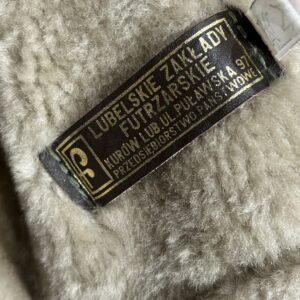 LUBELSKIE ZAKŁADY
FUTRZARSKIE
KURÓW LUB. UL. PUŁAWSKA 97
PRZEDSIĘBIORSTWO PAŃSTWOWE